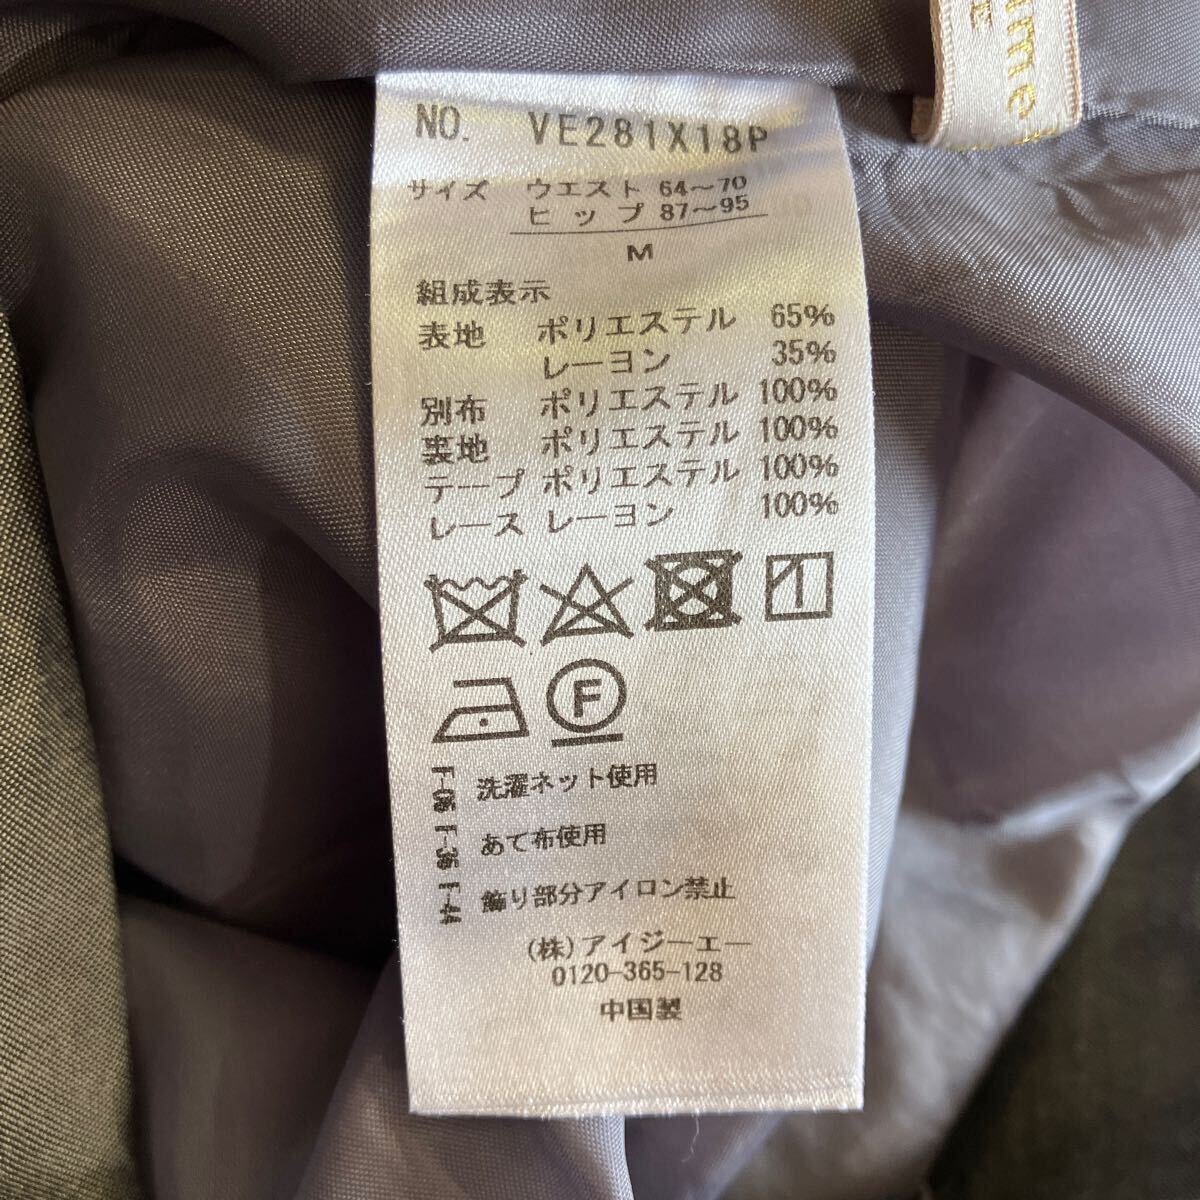 ume
NO. VE281X18P
サイズ ウエスト 64〜70
ヒップ 87〜95
M
組成表示
表地 ポリエステル 65%
レーヨン 35%
別布 ポリエステル 100%
裏地 ポリエステル 100%
テープ ポリエステル 100%
レース レーヨン 100%
F
F-05 洗濯ネット使用
F-36 あて布使用
F-44 飾り部分アイロン禁止
(株)アイジーエー
0120-365-128
中国製